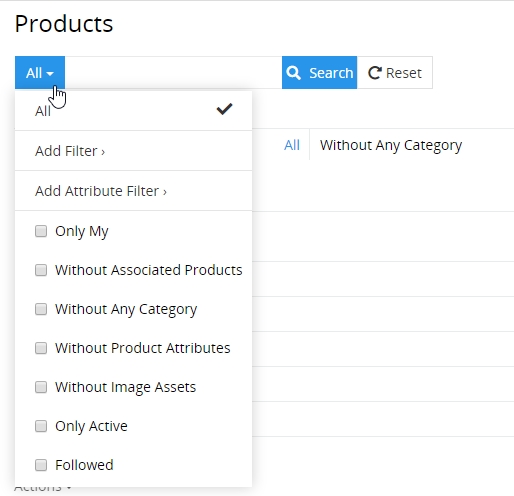 Products
All Search Reset
All
Add Filter ›
All Without Any Category
Add Attribute Filter ›
Only My
Without Associated Products
Without Any Category
Without Product Attributes
Without Image Assets
Only Active
Followed
Actions